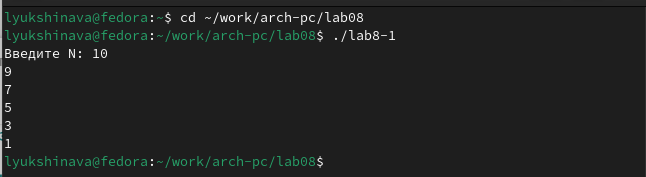 lyukshinava@fedora:~$ cd ~/work/arch-pc/lab08
lyukshinava@fedora:~/work/arch-pc/lab08$ ./lab8-1
Введите N: 10
9
7
5
3
1
lyukshinava@fedora:~/work/arch-pc/lab08$